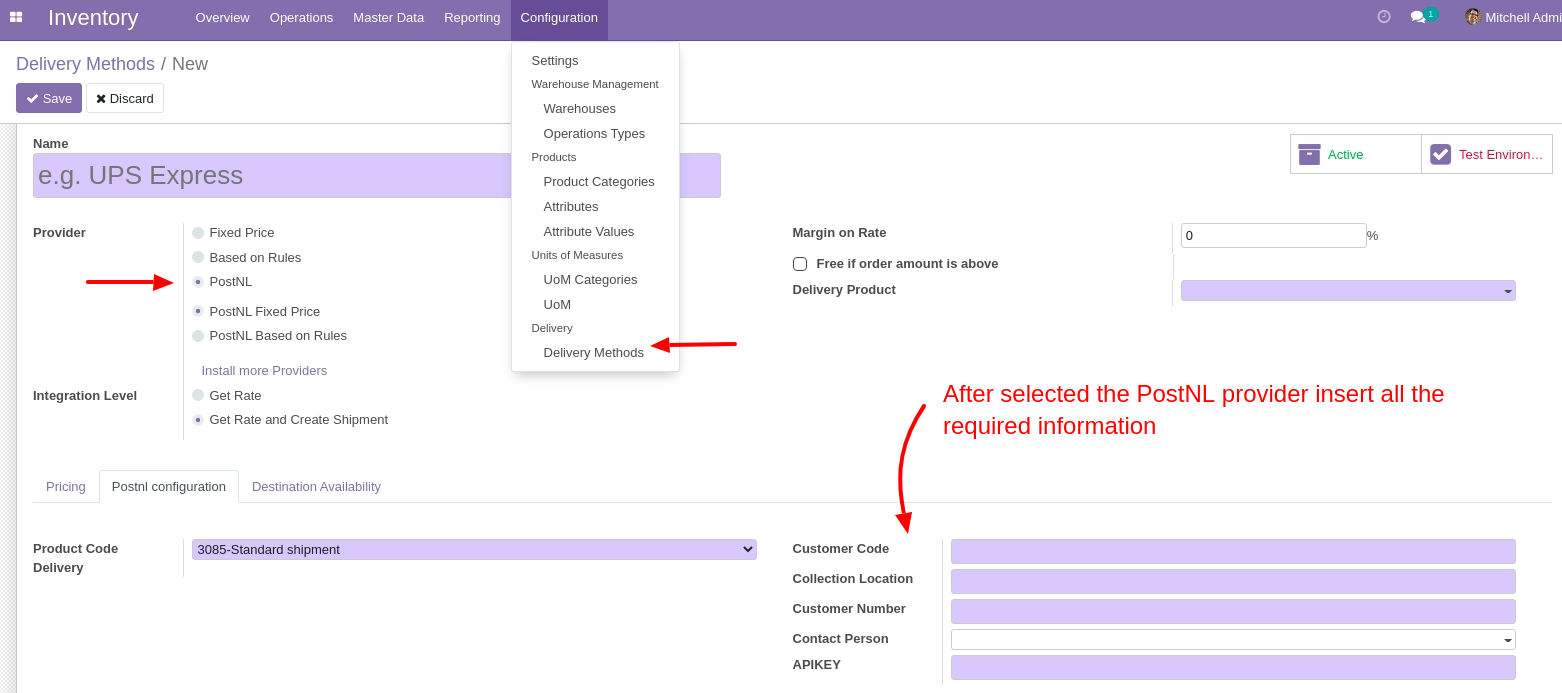 Inventory Overview Operations Master Data Reporting Configuration 1 Mitchell Admi
Delivery Methods / New
Save Discard
Settings
Warehouse Management
Warehouses
Operations Types
Products
Product Categories
Attributes
Attribute Values
Units of Measures
UoM Categories
UoM
Delivery
Delivery Methods
Name
e.g. UPS Express
Active Test Environ…
Provider
Fixed Price
Based on Rules
PostNL
PostNL Fixed Price
PostNL Based on Rules
Install more Providers
Integration Level
Get Rate
Get Rate and Create Shipment
Margin on Rate 0 %
Free if order amount is above
Delivery Product
After selected the PostNL provider insert all the
required information
Pricing Postnl configuration Destination Availability
Product Code
Delivery
3085-Standard shipment
Customer Code
Collection Location
Customer Number
Contact Person
APIKEY